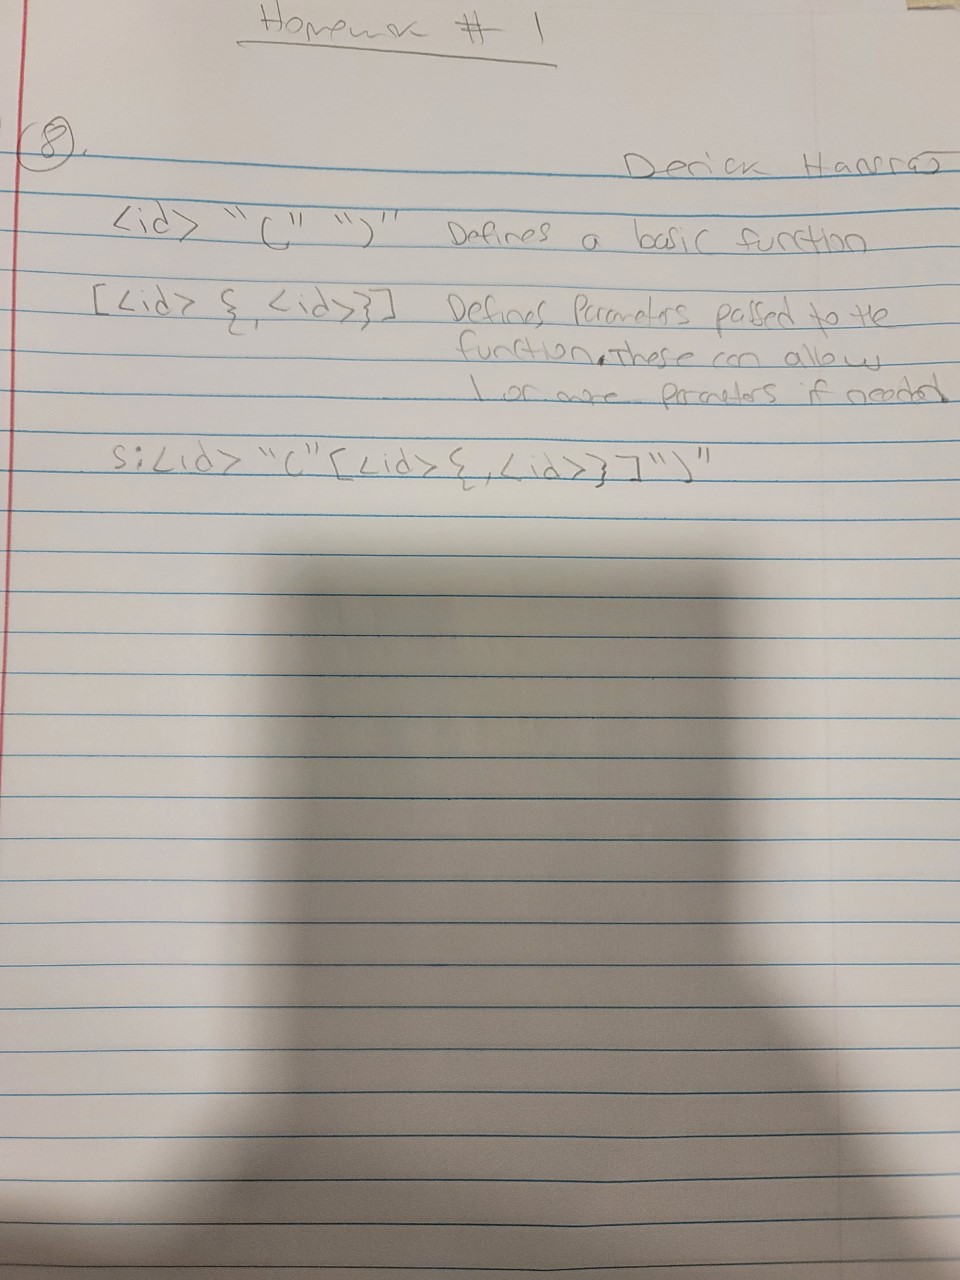 Homework # 1
8.
Derick
<id> "(" ")" Defines a basic function
[<id> {, <id>}] Defines Parameters passed to the
function. These can allow
1 or more parameters if needed
S:<id> "(" [<id> {, <id>} ] ")"